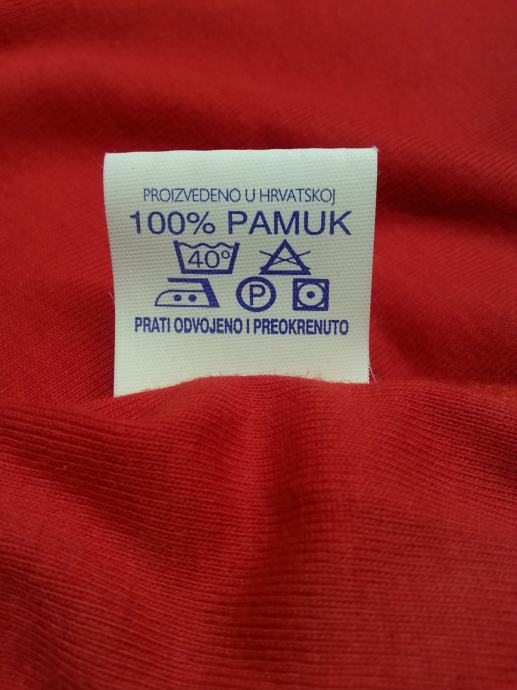 PROIZVEDENO U HRVATSKOJ
100% PAMUK
40°
P
PRATI ODVOJENO I PREOKRENUTO